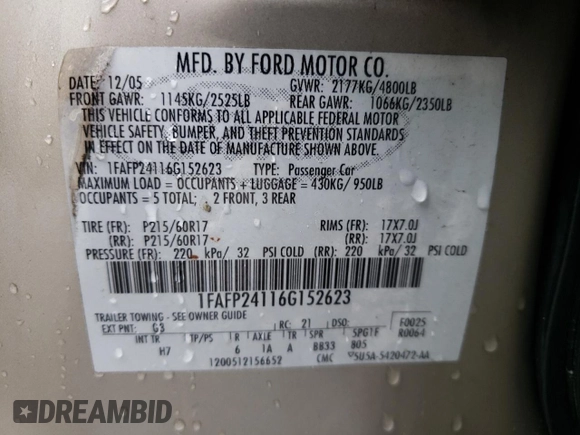 MFD. BY FORD MOTOR CO.
DATE: 12/05 GVWR: 2177KG/4800LB
FRONT GAWR: 1145KG/2525LB REAR GAWR: 1066KG/2350LB
THIS VEHICLE CONFORMS TO ALL APPLICABLE FEDERAL MOTOR
VEHICLE SAFETY, BUMPER, AND THEFT PREVENTION STANDARDS
IN EFFECT ON THE DATE OF MANUFACTURE SHOWN ABOVE.
VIN: 1FAFP24116G152623 TYPE: Passenger Car
MAXIMUM LOAD = OCCUPANTS + LUGGAGE = 430KG/ 950LB
OCCUPANTS = 5 TOTAL: 2 FRONT, 3 REAR
TIRE (FR): P215/60R17 RIMS (FR): 17X7.0J
(RR): P215/60R17 (RR): 17X7.0J
PRESSURE (FR): 220 kPa/ 32 PSI COLD (RR): 220 kPa/ 32 PSI COLD
1FAFP24116G152623
TRAILER TOWING - SEE OWNER GUIDE
EXT PNT: G3 RC: 21 DSO: F0025
R0064
INT TR TP/PS R AXLE TR SPR SPGTE
H7 6 1A A BB33 805
1200512156652 CMC 5U5A-5420472-AA
DREAMBID DREAMBID